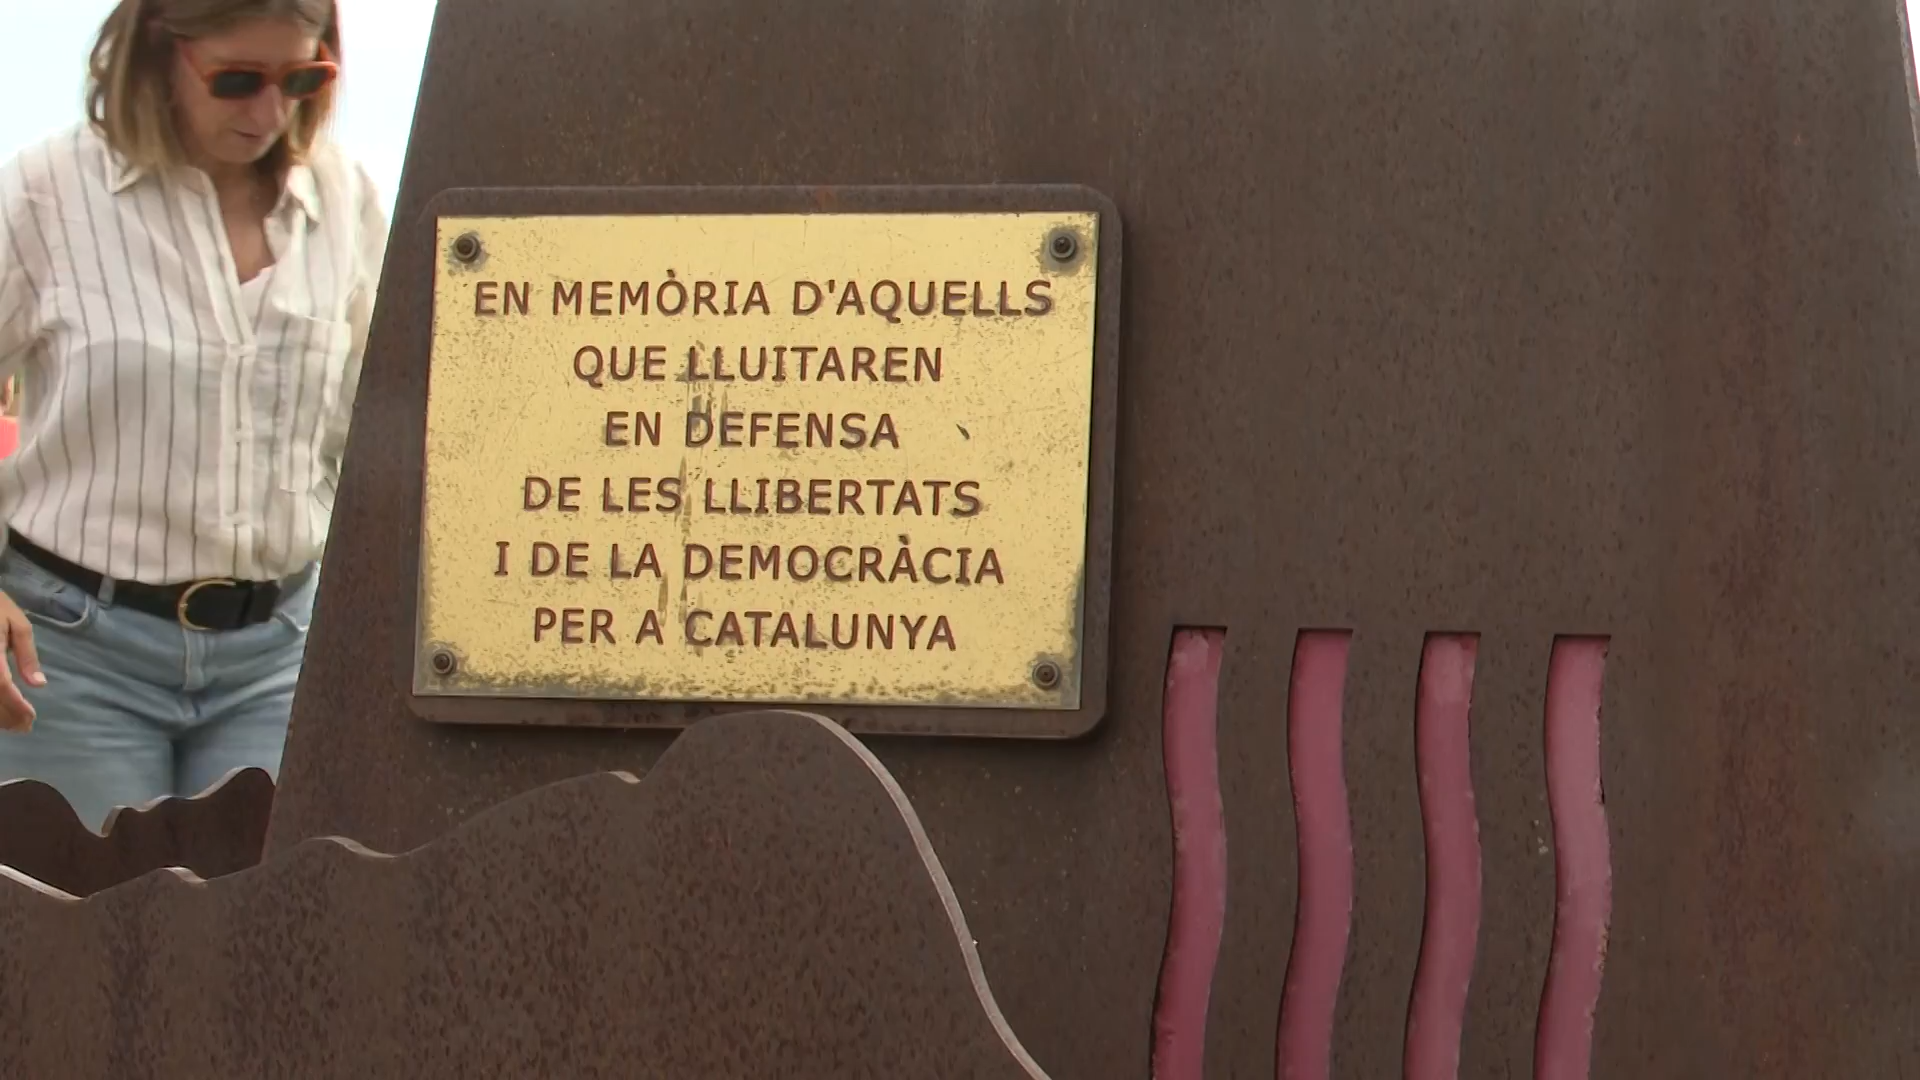 EN MEMÒRIA D'AQUELLS
QUE LLUITAREN
EN DEFENSA
DE LES LLIBERTATS
I DE LA DEMOCRÀCIA
PER A CATALUNYA